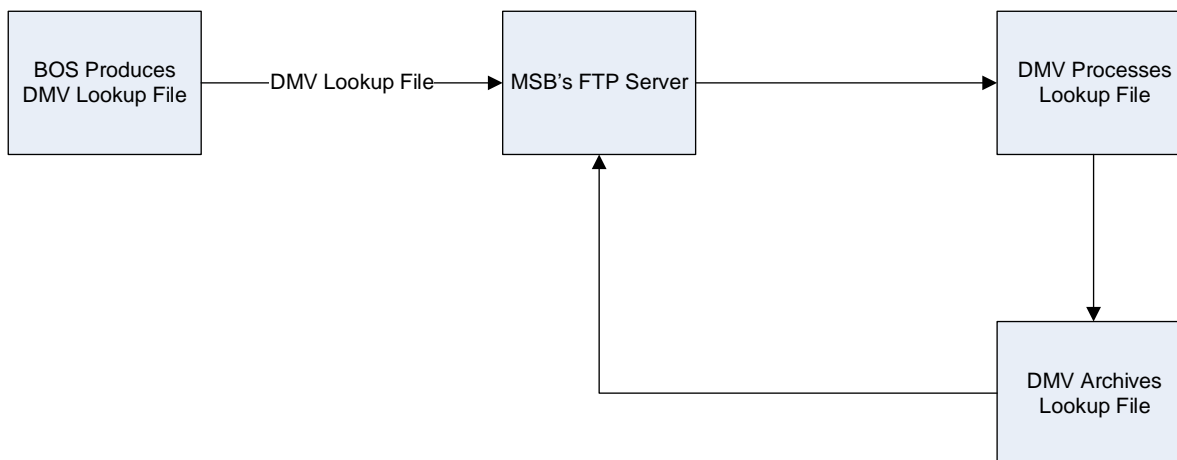 BOS Produces
DMV Lookup File
DMV Lookup File
MSB's FTP Server
DMV Processes
Lookup File
DMV Archives
Lookup File